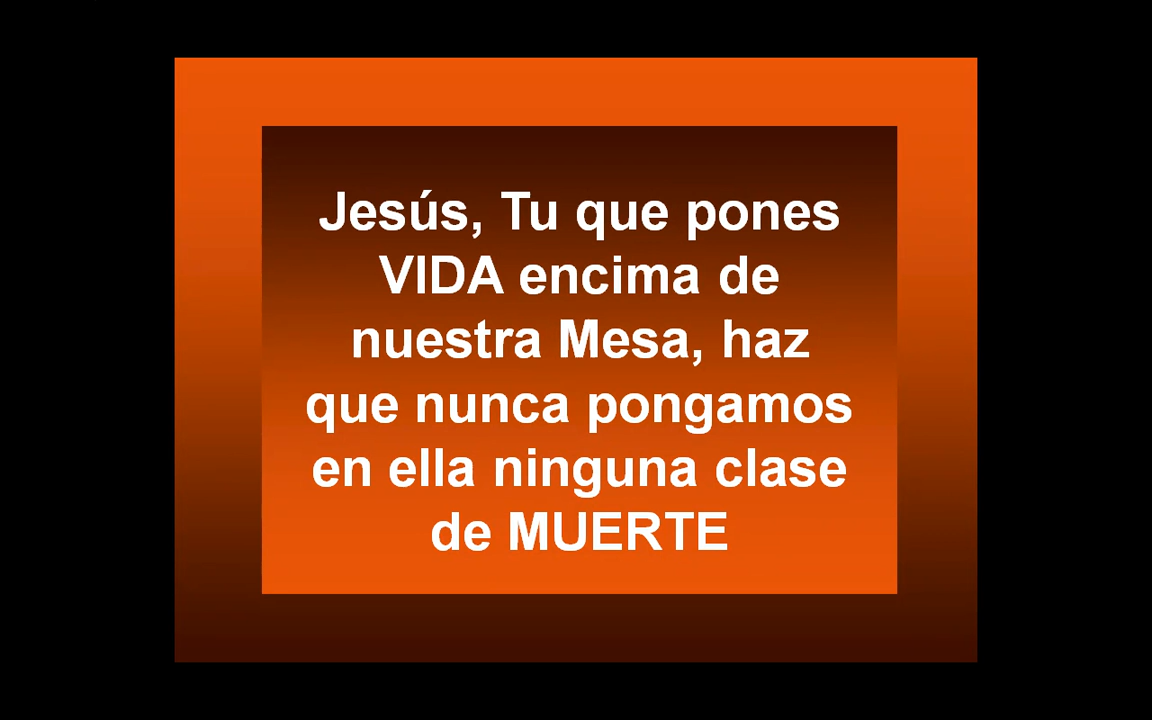 Jesús, Tu que pones
VIDA encima de
nuestra Mesa, haz
que nunca pongamos
en ella ninguna clase
de MUERTE